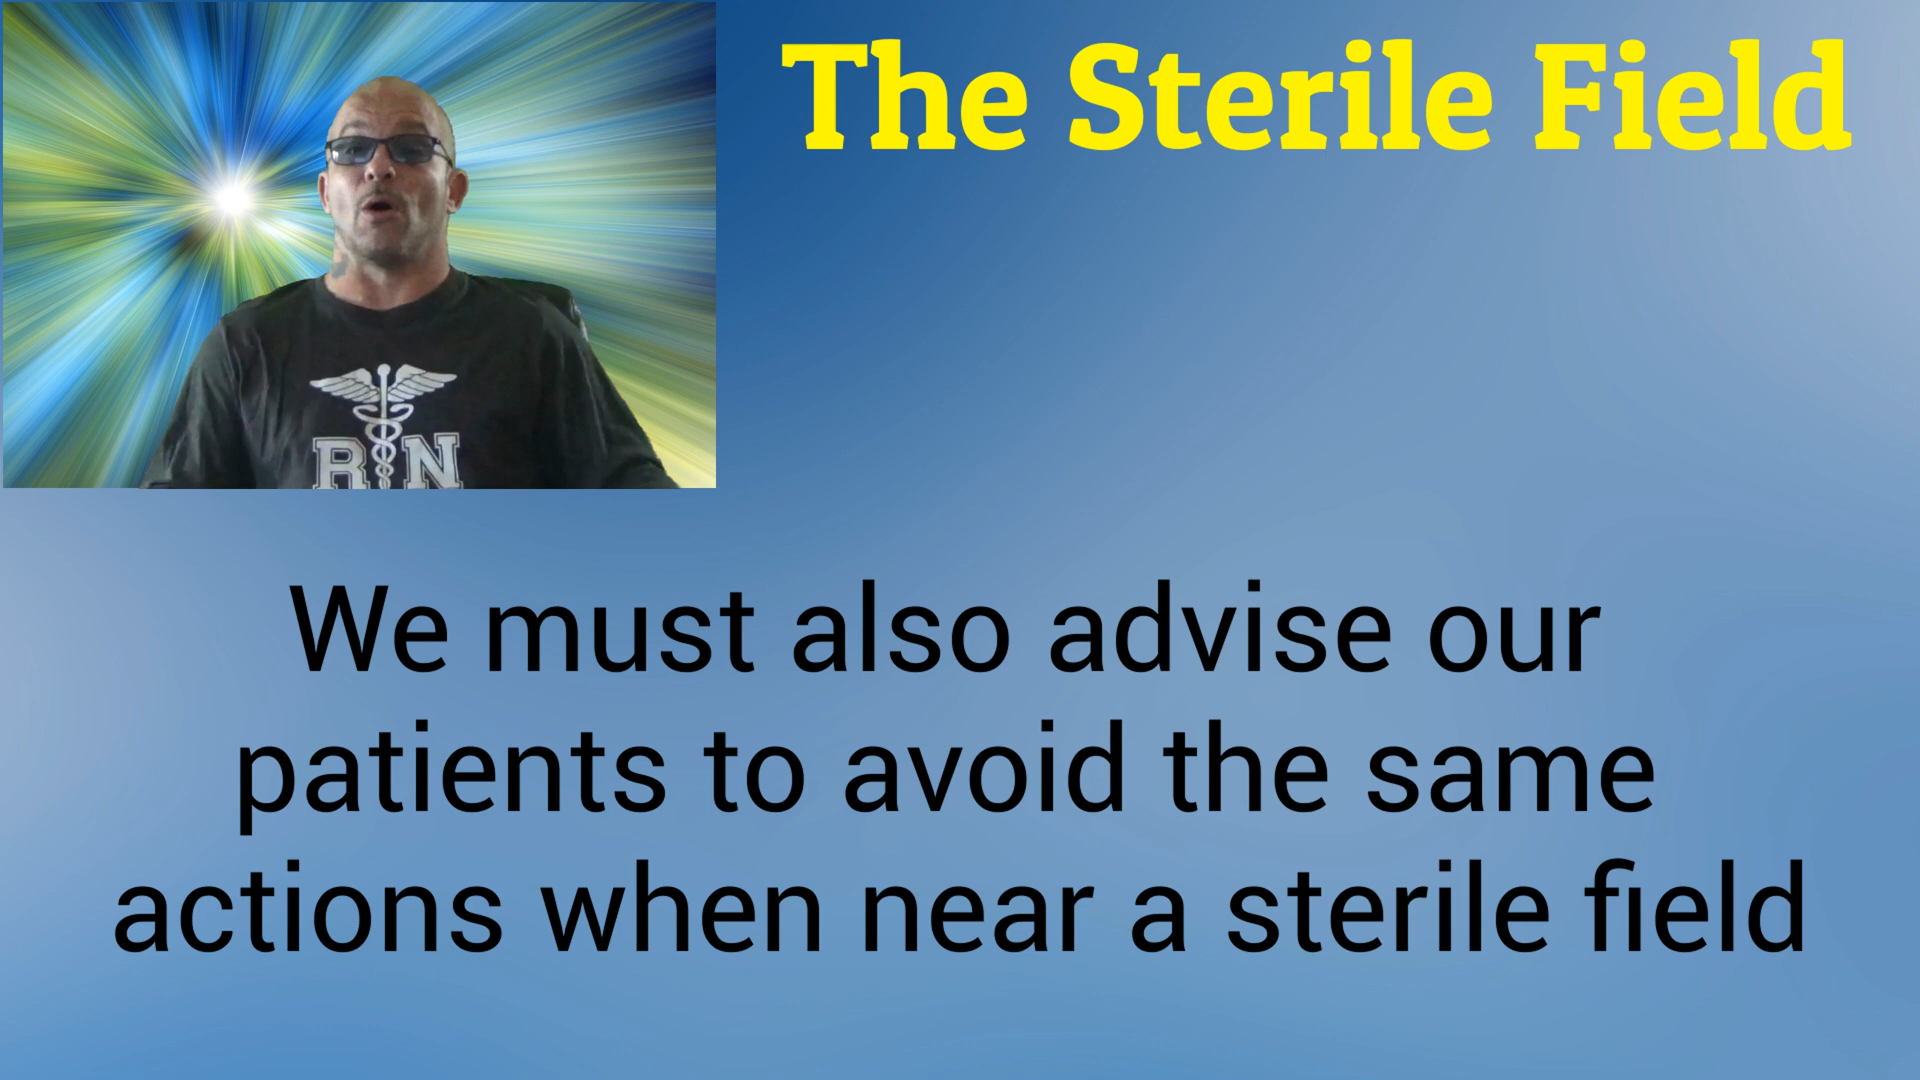 The Sterile Field
RN
We must also advise our
patients to avoid the same
actions when near a sterile field